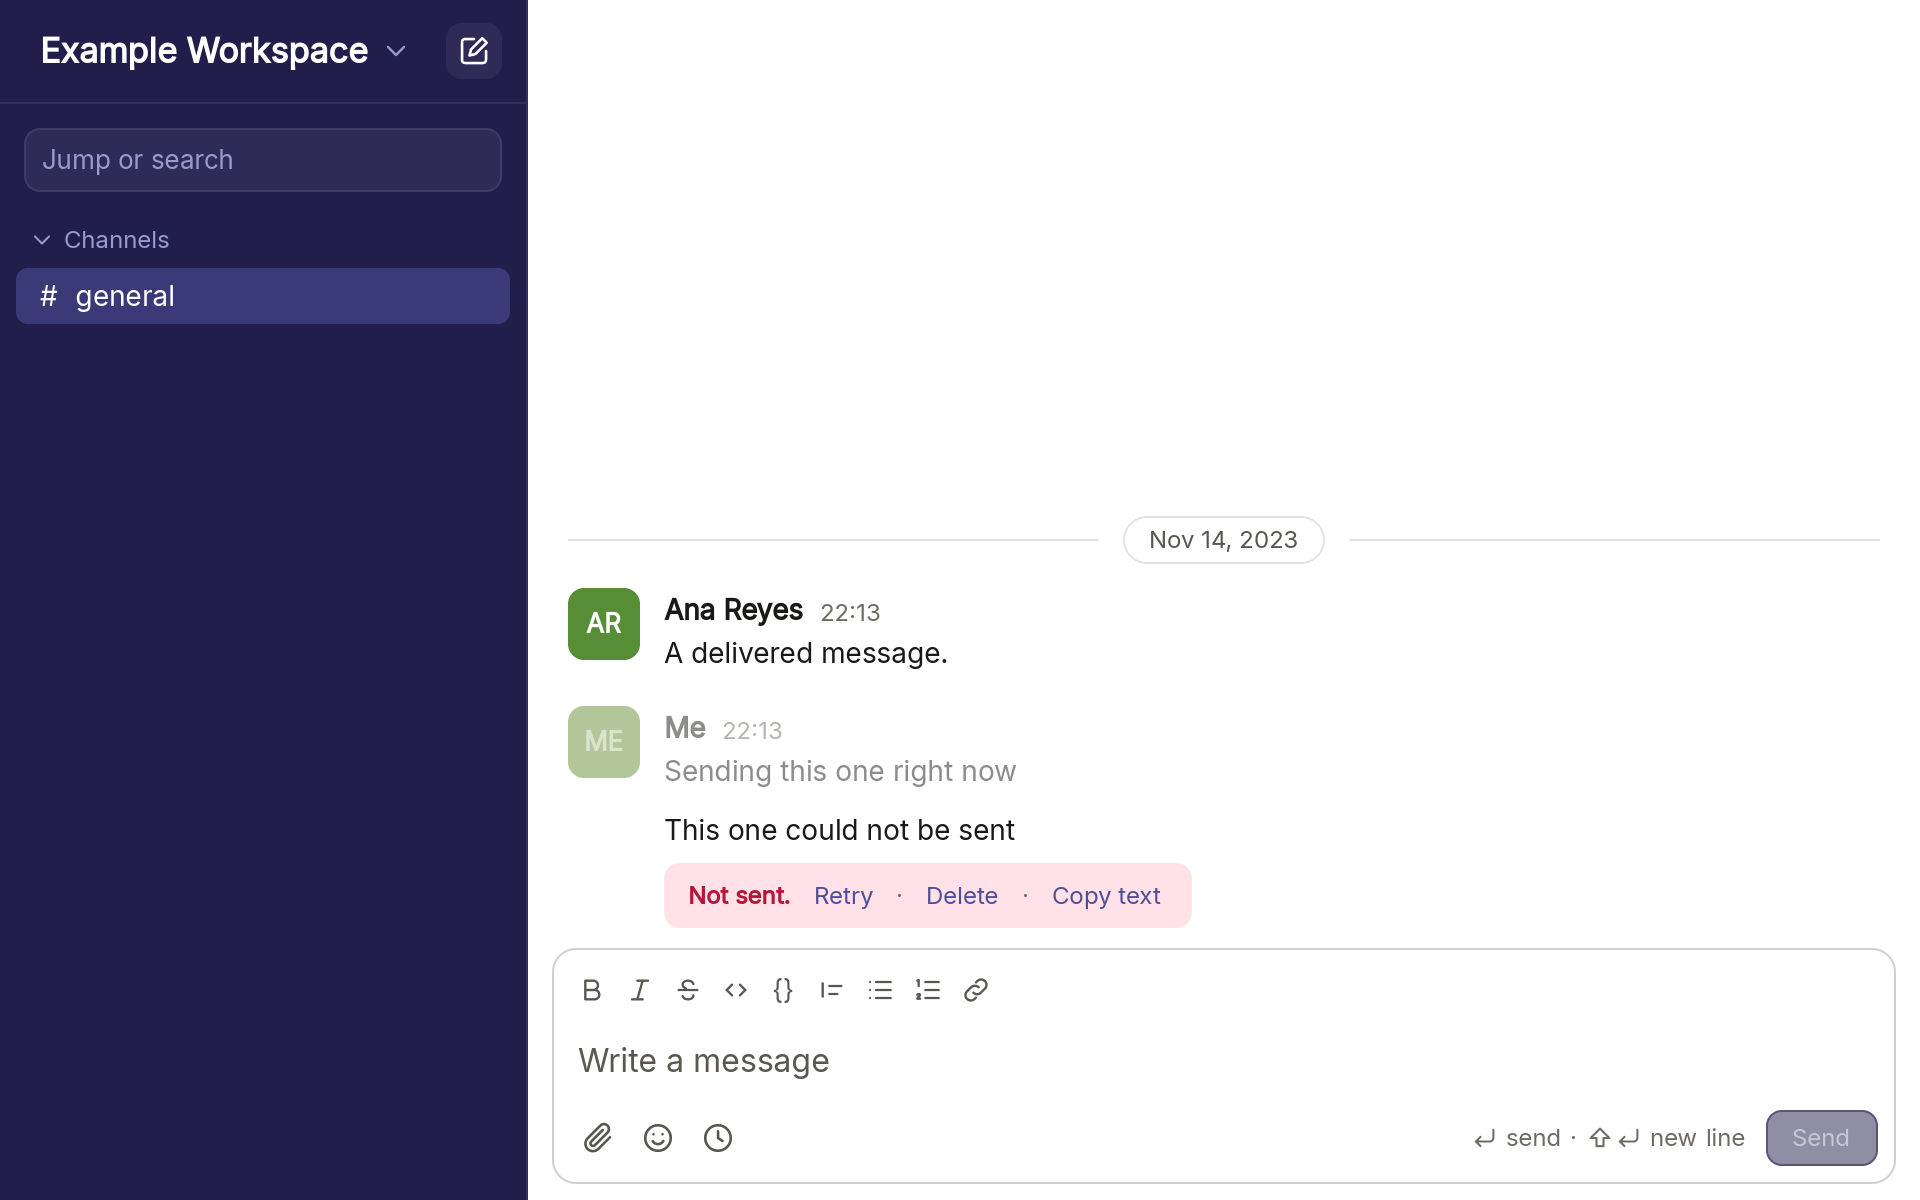 Example Workspace
Jump or search
Channels
# general
Nov 14, 2023
AR
Ana Reyes 22:13
A delivered message.
ME
Me 22:13
Sending this one right now
This one could not be sent
Not sent. Retry · Delete · Copy text
Write a message
send · new line
Send